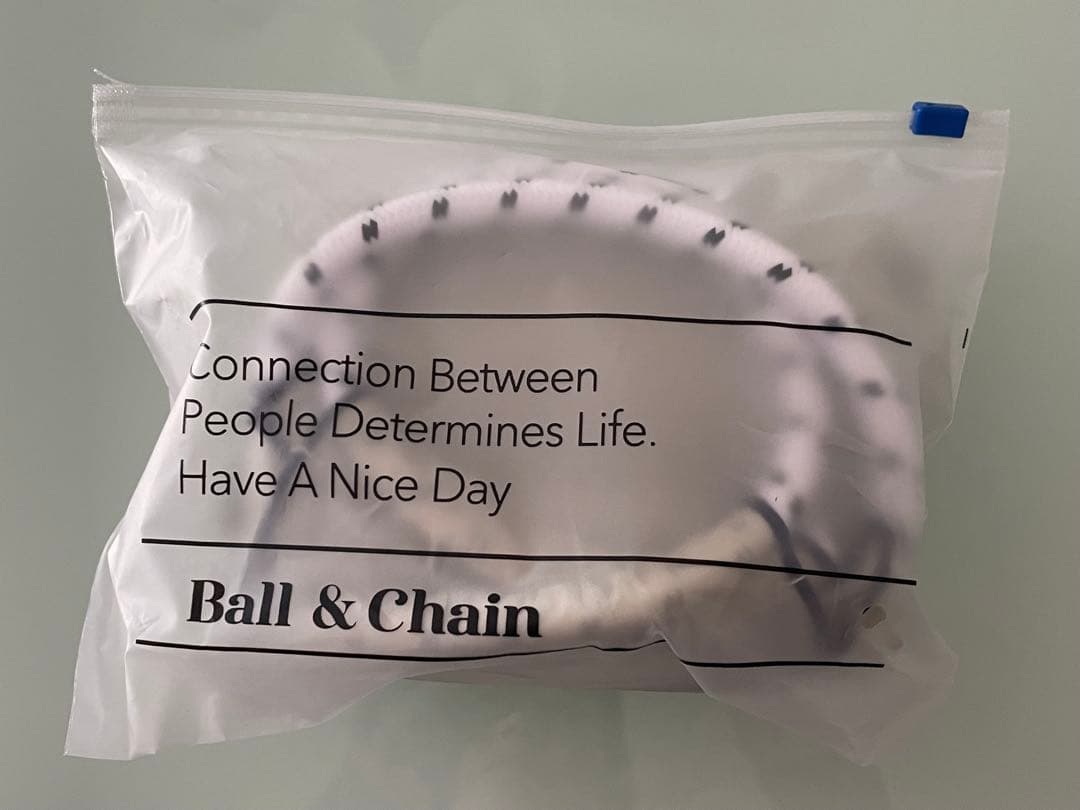 Connection Between
People Determines Life.
Have A Nice Day
Ball & Chain